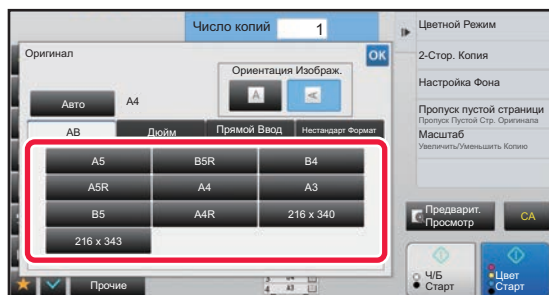 Число копий 1
Цветной Режим
Оригинал
OK
2-Стор. Копия
Ориентация Изображ.
Настройка Фона
A A
Авто A4
Пропуск пустой страници
Пропуск Пустой Стр. Оригинала
AB Дюйм Прямой Ввод Нестандарт Формат
Масштаб
Увеличить/Уменьшить Копию
A5 B5R B4
A5R A4 A3
B5 A4R 216 x 340
216 x 343
Предварит.
Просмотр
CA
Прочие
Ч/Б
Старт
Цвет
Старт